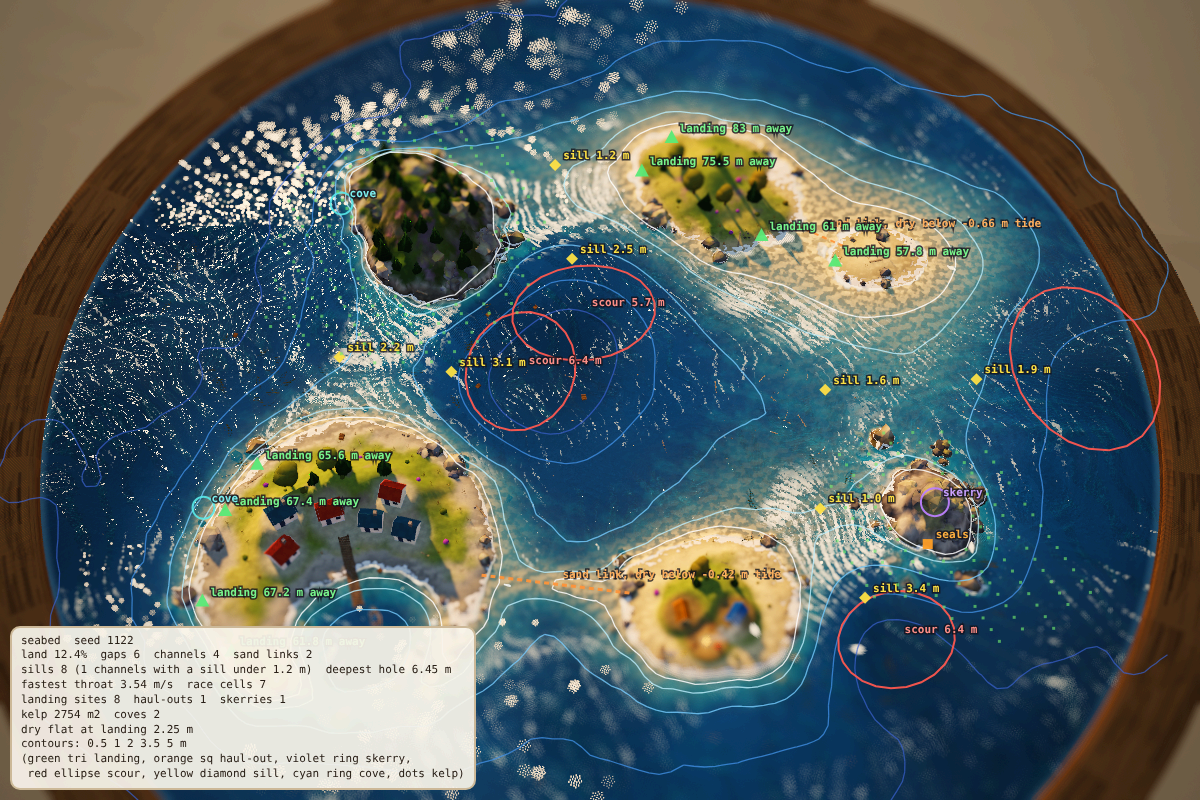 landing 83 m away
sill 1.2 m
landing 75.5 m away
cove
landing 61 m away
sand link, dry below -0.66 m tide
sill 2.5 m
landing 57.8 m away
scour 5.7 m
sill 2.2 m
sill 3.1 m
scour 6.4 m
sill 1.9 m
sill 1.6 m
landing 65.6 m away
cove
landing 67.4 m away
sill 1.0 m
skerry
seals
sand link, dry below -0.42 m tide
landing 67.2 m away
sill 3.4 m
scour 6.4 m
seabed seed 1122
land 12.4% gaps 6 channels 4 sand links 2
sills 8 (1 channels with a sill under 1.2 m) deepest hole 6.45 m
fastest throat 3.54 m/s race cells 7
landing sites 8 haul-outs 1 skerries 1
kelp 2754 m2 coves 2
dry flat at landing 2.25 m
contours: 0.5 1 2 3.5 5 m
(green tri landing, orange sq haul-out, violet ring skerry,
red ellipse scour, yellow diamond sill, cyan ring cove, dots kelp)